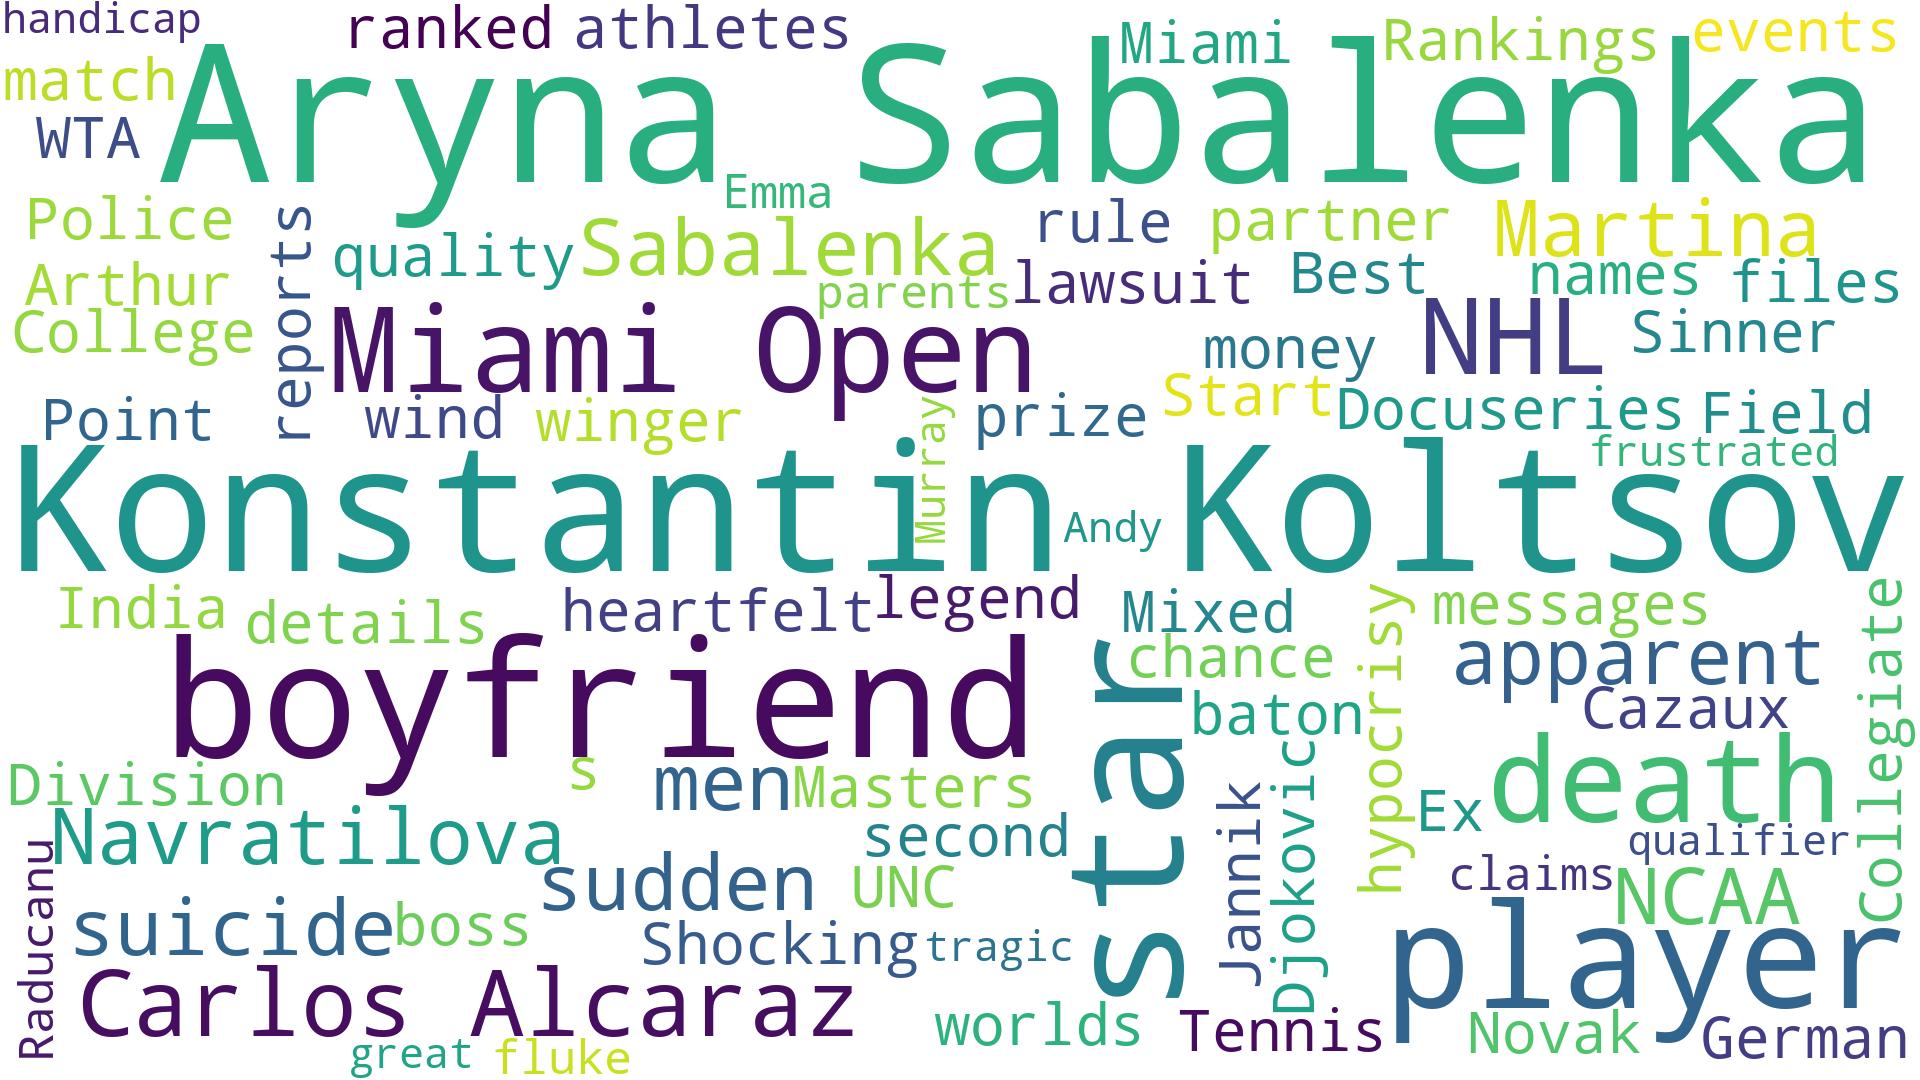 handicap
ranked
athletes
Miami
Rankings
events
match
Aryna Sabalenka
WTA
Emma
Police
reports
quality
Sabalenka
rule
partner
Martina
Arthur
parents
lawsuit
Best
names
files
College
Miami Open
money
NHL
Sinner
Point
wind
winger
Murray
prize
Start
Docuseries
Field
frustrated
Konstantin Koltsov
Andy
India
details
heartfelt
legend
Mixed
hypocrisy
messages
Collegiate
boyfriend
star
chance
apparent
baton
Cazaux
Division
s
men
Masters
Jannik
Djokovic
Ex
death
Navratilova
second
qualifier
Raducanu
sudden
UNC
claims
NCAA
suicide
boss
Shocking
tragic
player
Carlos Alcaraz
worlds
Tennis
Novak
German
great
fluke